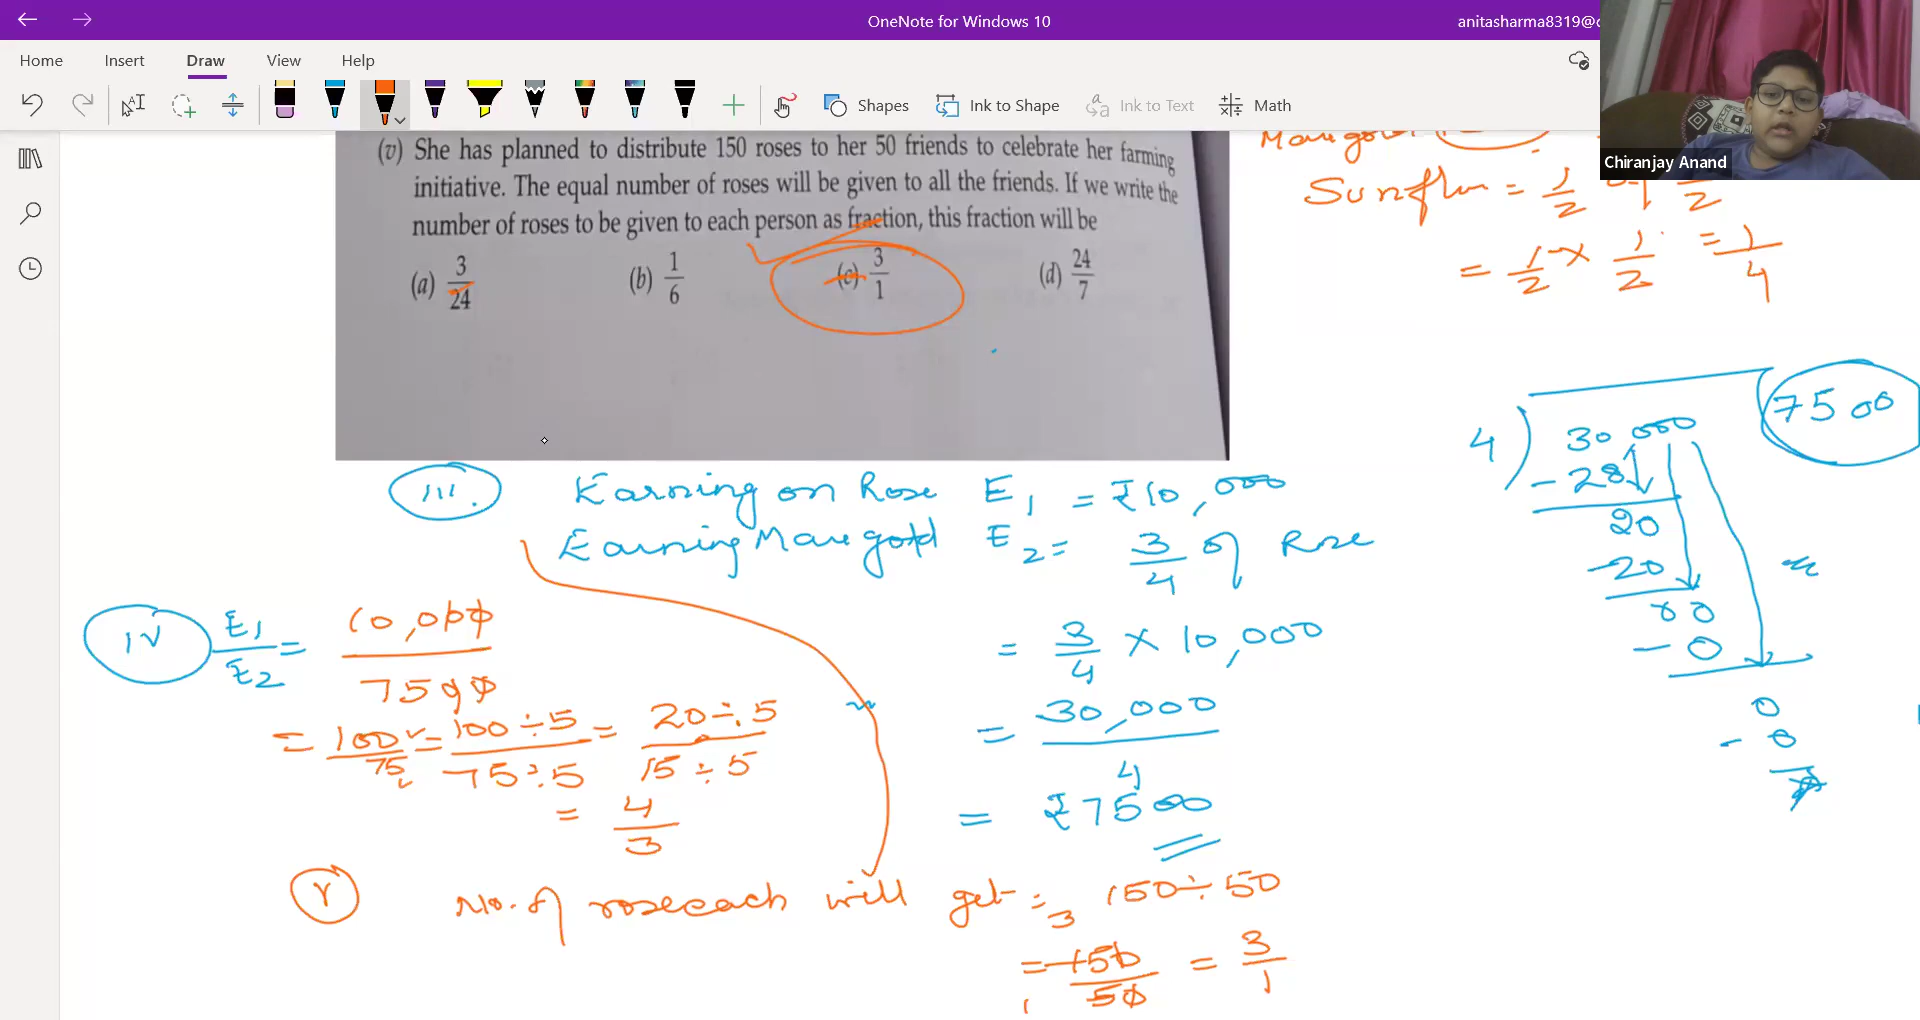 OneNote for Windows 10
anitasharma8319@
Home Insert Draw View Help
Shapes Ink to Shape Ink to Text Math
Chiranjay Anand
(v) She has planned to distribute 150 roses to her 50 friends to celebrate her farming
initiative. The equal number of roses will be given to all the friends. If we write the
number of roses to be given to each person as fraction, this fraction will be
(a) 3/24 (b) 1/6 (c) 3/1 (d) 24/7
= 1/2 × 1/2 = 1/4
7500
4 ) 30 000
- 28
20
- 20
00
- 0
0
- 0
III. Earning on Rose E1 = ₹10,000
Earning Maregold E2 = 3/4 of Rose
= 3/4 × 10,000
= 30,000/4
= ₹7500
IV E1/E2 = 10,000/7500
= 100/75 = 100÷5/75÷5 = 20÷5/15÷5
= 4/3
V No. of rose each will get = 150÷50
= 150/50 = 3/1